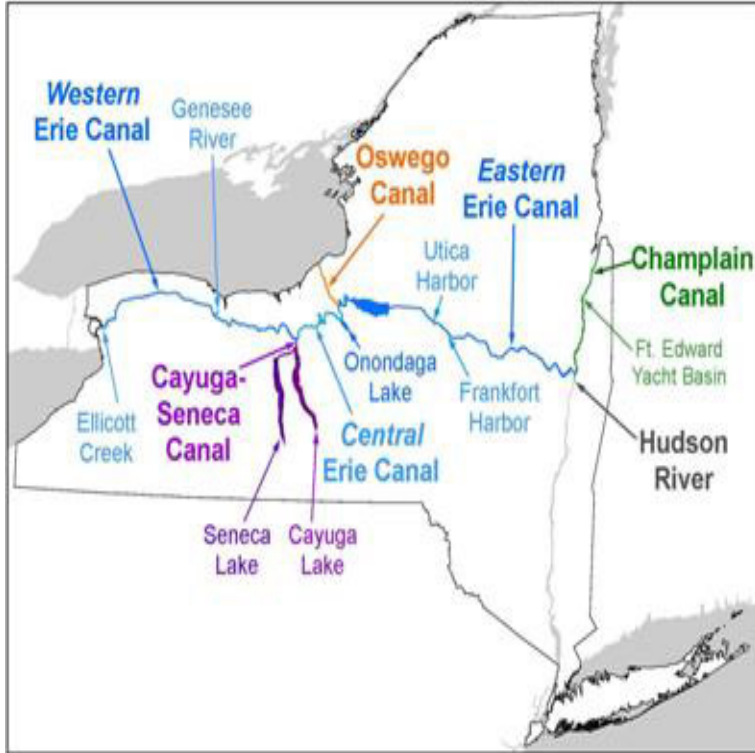 Western
Erie Canal
Genesee
River
Oswego
Canal
Eastern
Erie Canal
Utica
Harbor
Champlain
Canal
Ft. Edward
Yacht Basin
Onondaga
Lake
Frankfort
Harbor
Hudson
River
Cayuga-
Seneca
Canal
Ellicott
Creek
Central
Erie Canal
Seneca
Lake
Cayuga
Lake